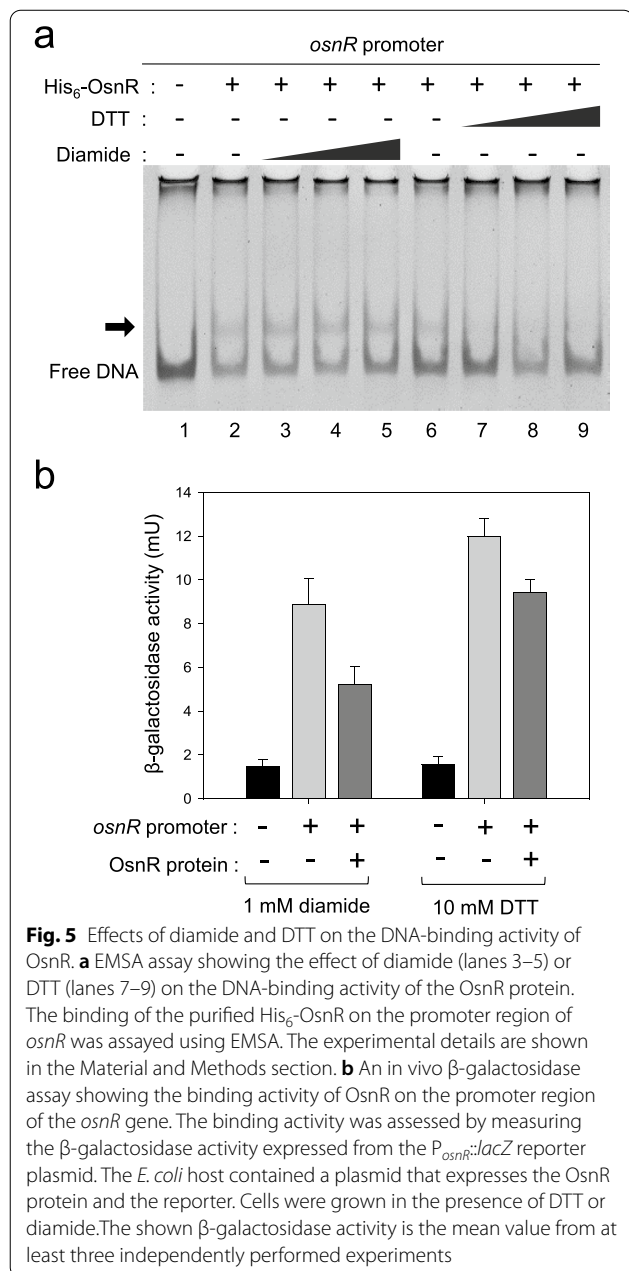 a
osnR promoter
His6-OsnR : - + + + + + + + +
DTT : - - - - - -
Diamide : - - - - - -
Free DNA
1 2 3 4 5 6 7 8 9
b
14
12
10
8
6
4
2
0
β-galactosidase activity (mU)
osnR promoter : - + + - + +
OsnR protein : - - + - - +
1 mM diamide 10 mM DTT
Fig. 5 Effects of diamide and DTT on the DNA-binding activity of
OsnR. a EMSA assay showing the effect of diamide (lanes 3–5) or
DTT (lanes 7–9) on the DNA-binding activity of the OsnR protein.
The binding of the purified His6-OsnR on the promoter region of
osnR was assayed using EMSA. The experimental details are shown
in the Material and Methods section. b An in vivo β-galactosidase
assay showing the binding activity of OsnR on the promoter region
of the osnR gene. The binding activity was assessed by measuring
the β-galactosidase activity expressed from the PosnR::lacZ reporter
plasmid. The E. coli host contained a plasmid that expresses the OsnR
protein and the reporter. Cells were grown in the presence of DTT or
diamide.The shown β-galactosidase activity is the mean value from at
least three independently performed experiments